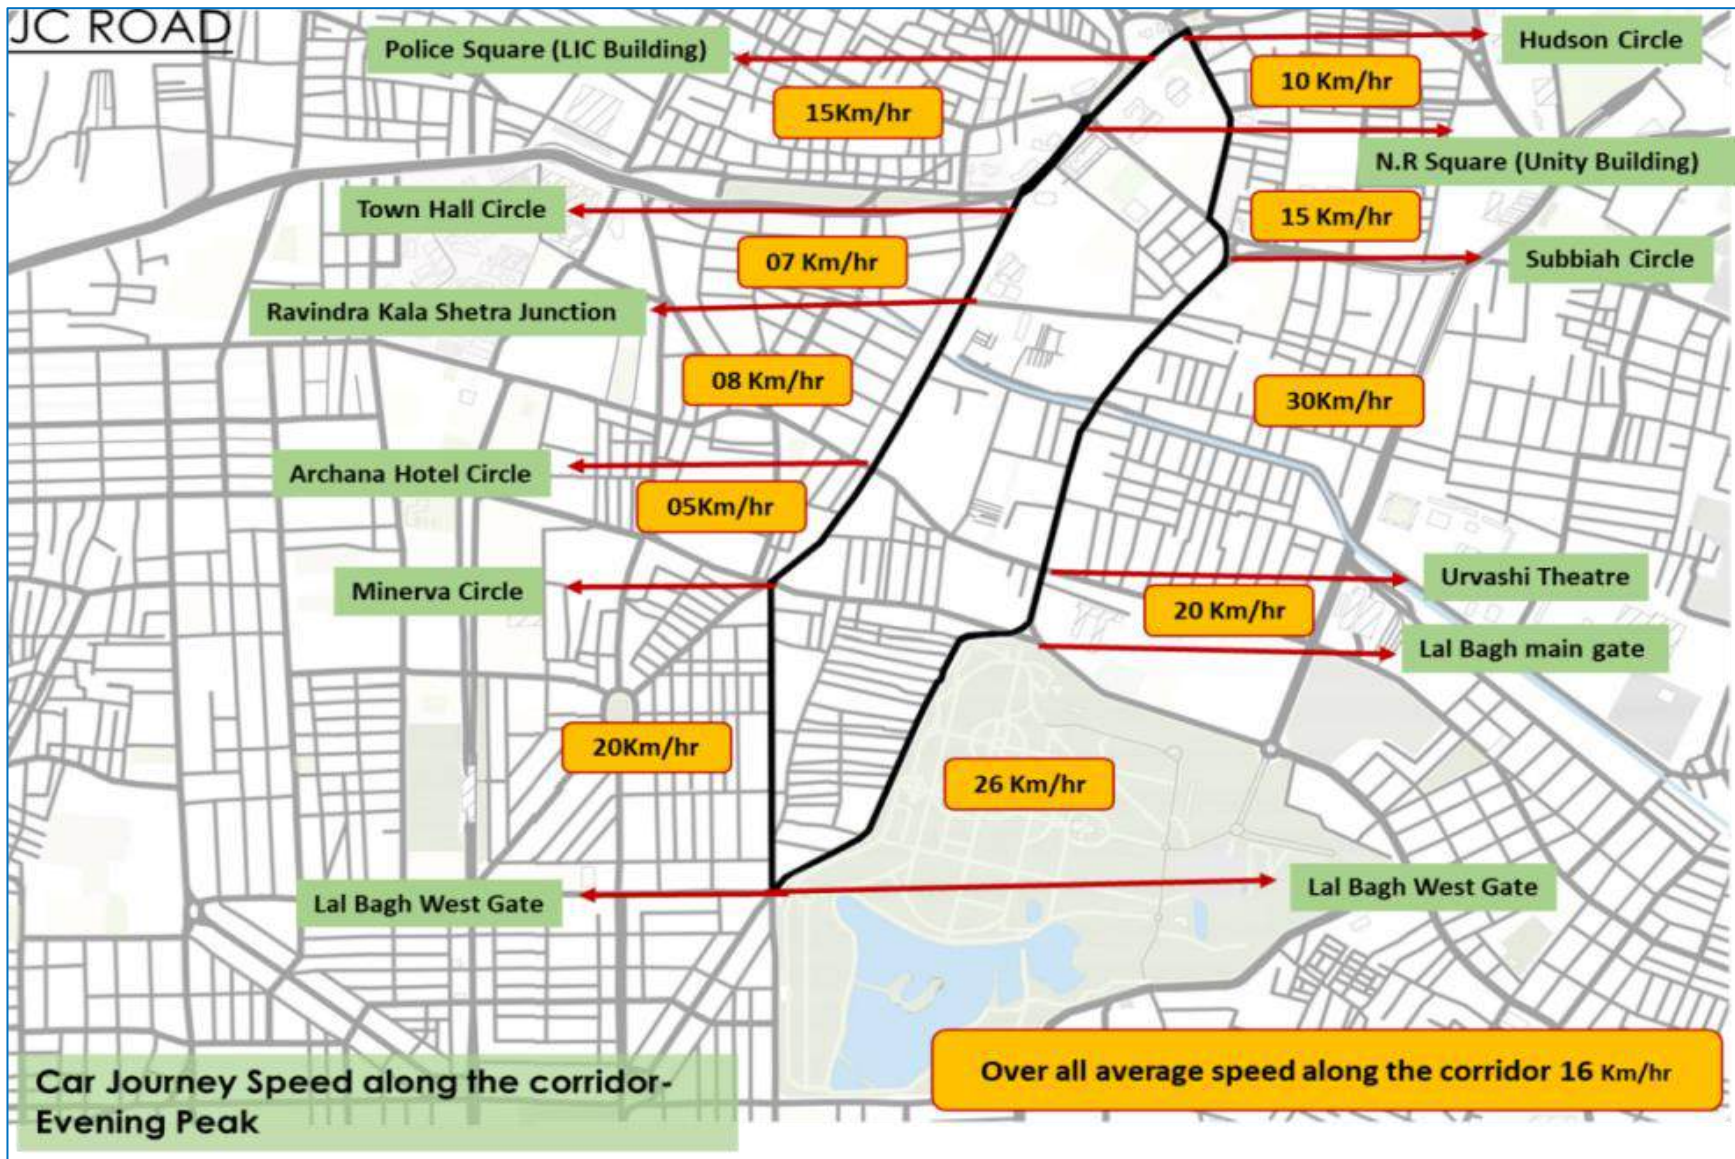 JC ROAD
Police Square (LIC Building)
Hudson Circle
10 Km/hr
15Km/hr
N.R Square (Unity Building)
Town Hall Circle
15 Km/hr
07 Km/hr
Subbiah Circle
Ravindra Kala Shetra Junction
08 Km/hr
30Km/hr
Archana Hotel Circle
05Km/hr
Minerva Circle
Urvashi Theatre
20 Km/hr
Lal Bagh main gate
20Km/hr
26 Km/hr
Lal Bagh West Gate
Lal Bagh West Gate
Over all average speed along the corridor 16 Km/hr
Car Journey Speed along the corridor-
Evening Peak